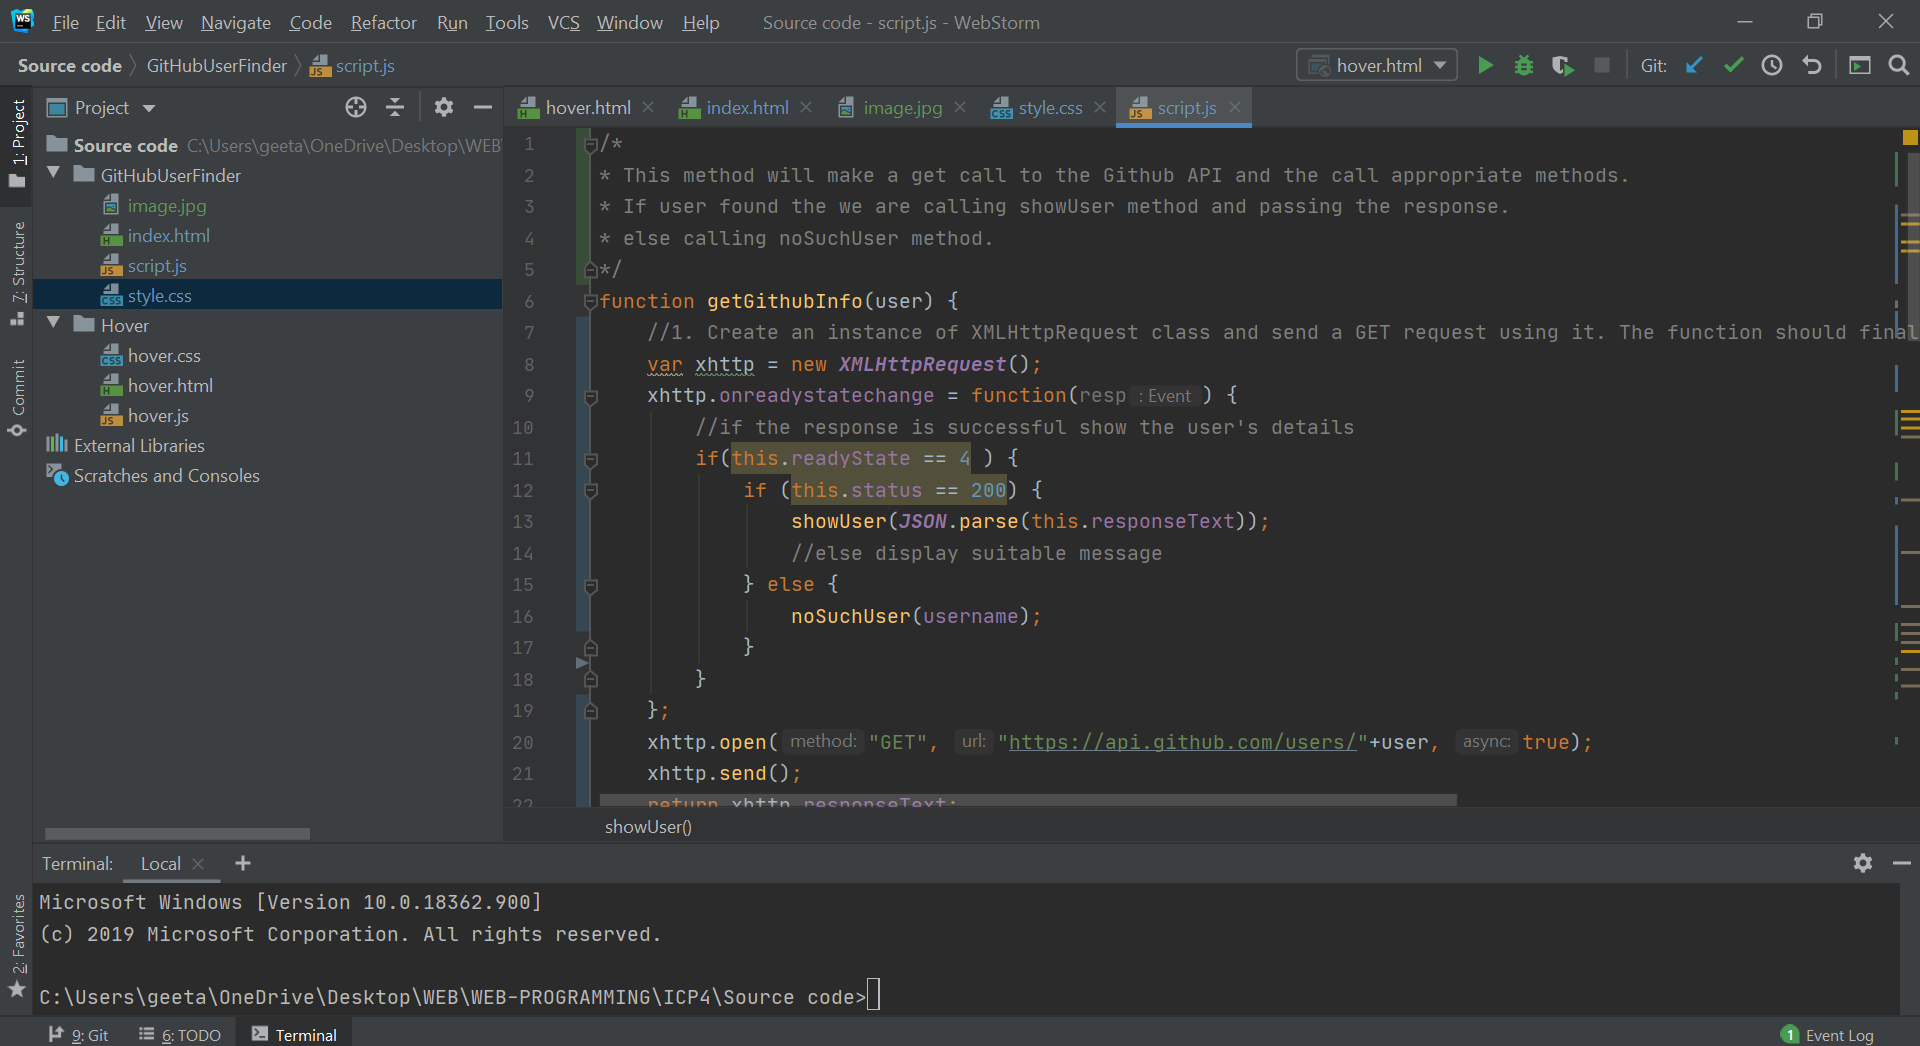 File Edit View Navigate Code Refactor Run Tools VCS Window Help Source code - script.js - WebStorm
Source code GitHubUserFinder script.js hover.html Git:
1: Project
7: Structure
Commit
2: Favorites
Project
Source code C:\Users\geeta\OneDrive\Desktop\WEB
GitHubUserFinder
image.jpg
index.html
script.js
style.css
Hover
hover.css
hover.html
hover.js
External Libraries
Scratches and Consoles
hover.html index.html image.jpg style.css script.js
1 /*
2 * This method will make a get call to the Github API and the call appropriate methods.
3 * If user found the we are calling showUser method and passing the response.
4 * else calling noSuchUser method.
5 */
6 function getGithubInfo(user) {
7 //1. Create an instance of XMLHttpRequest class and send a GET request using it. The function should final
8 var xhttp = new XMLHttpRequest();
9 xhttp.onreadystatechange = function(resp : Event ) {
10 //if the response is successful show the user's details
11 if(this.readyState == 4 ) {
12 if (this.status == 200) {
13 showUser(JSON.parse(this.responseText));
14 //else display suitable message
15 } else {
16 noSuchUser(username);
17 }
18 }
19 };
20 xhttp.open( method: "GET", url: "https://api.github.com/users/"+user, async: true);
21 xhttp.send();
22 return xhttp.responseText;
showUser()
Terminal: Local +
Microsoft Windows [Version 10.0.18362.900]
(c) 2019 Microsoft Corporation. All rights reserved.
C:\Users\geeta\OneDrive\Desktop\WEB\WEB-PROGRAMMING\ICP4\Source code>
9: Git 6: TODO Terminal 1 Event Log